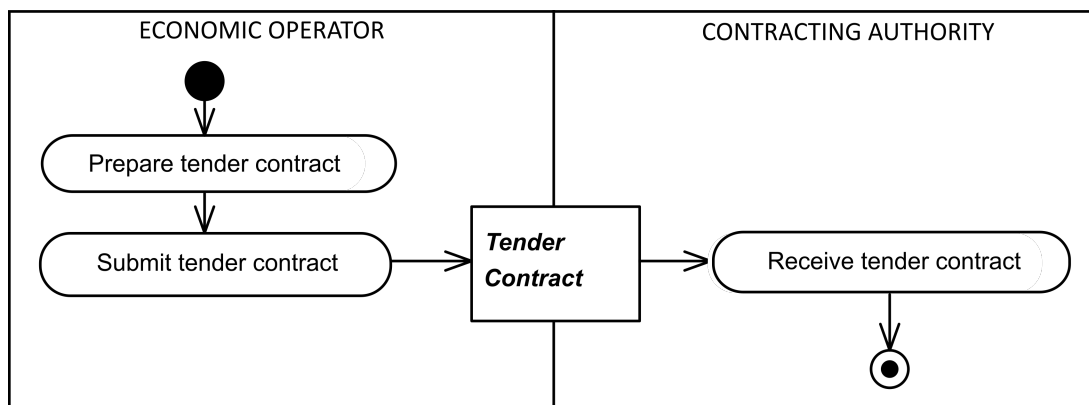 ECONOMIC OPERATOR
CONTRACTING AUTHORITY
Prepare tender contract
Submit tender contract
Tender
Contract
Receive tender contract